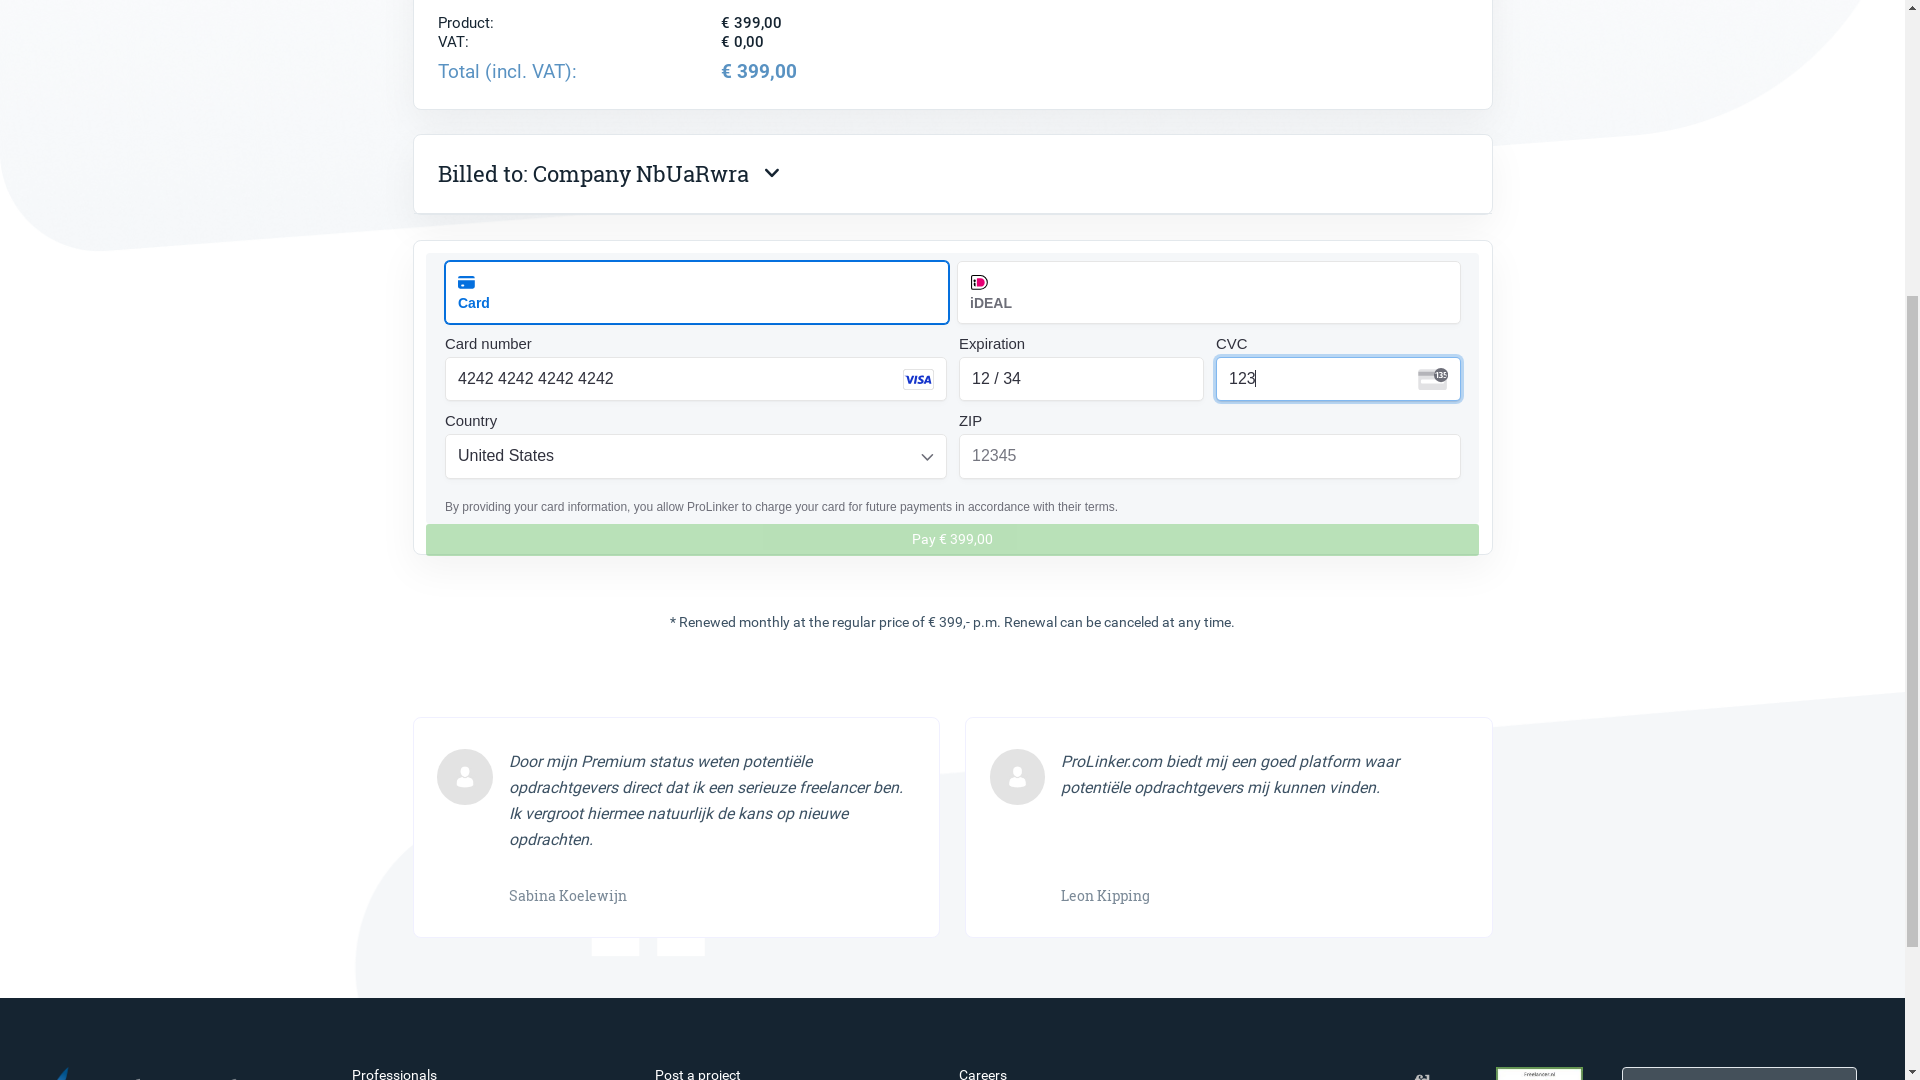 Product: € 399,00
VAT: € 0,00
Total (incl. VAT): € 399,00
Billed to: Company NbUaRwra
Card
iDEAL
Card number Expiration CVC
4242 4242 4242 4242 VISA 12 / 34 123 135
Country ZIP
United States 12345
By providing your card information, you allow ProLinker to charge your card for future payments in accordance with their terms.
Pay € 399,00
* Renewed monthly at the regular price of € 399,- p.m. Renewal can be canceled at any time.
Door mijn Premium status weten potentiële
opdrachtgevers direct dat ik een serieuze freelancer ben.
Ik vergroot hiermee natuurlijk de kans op nieuwe
opdrachten.
Sabina Koelewijn
ProLinker.com biedt mij een goed platform waar
potentiële opdrachtgevers mij kunnen vinden.
Leon Kipping
Professionals Post a project Careers
Freelancer.nl